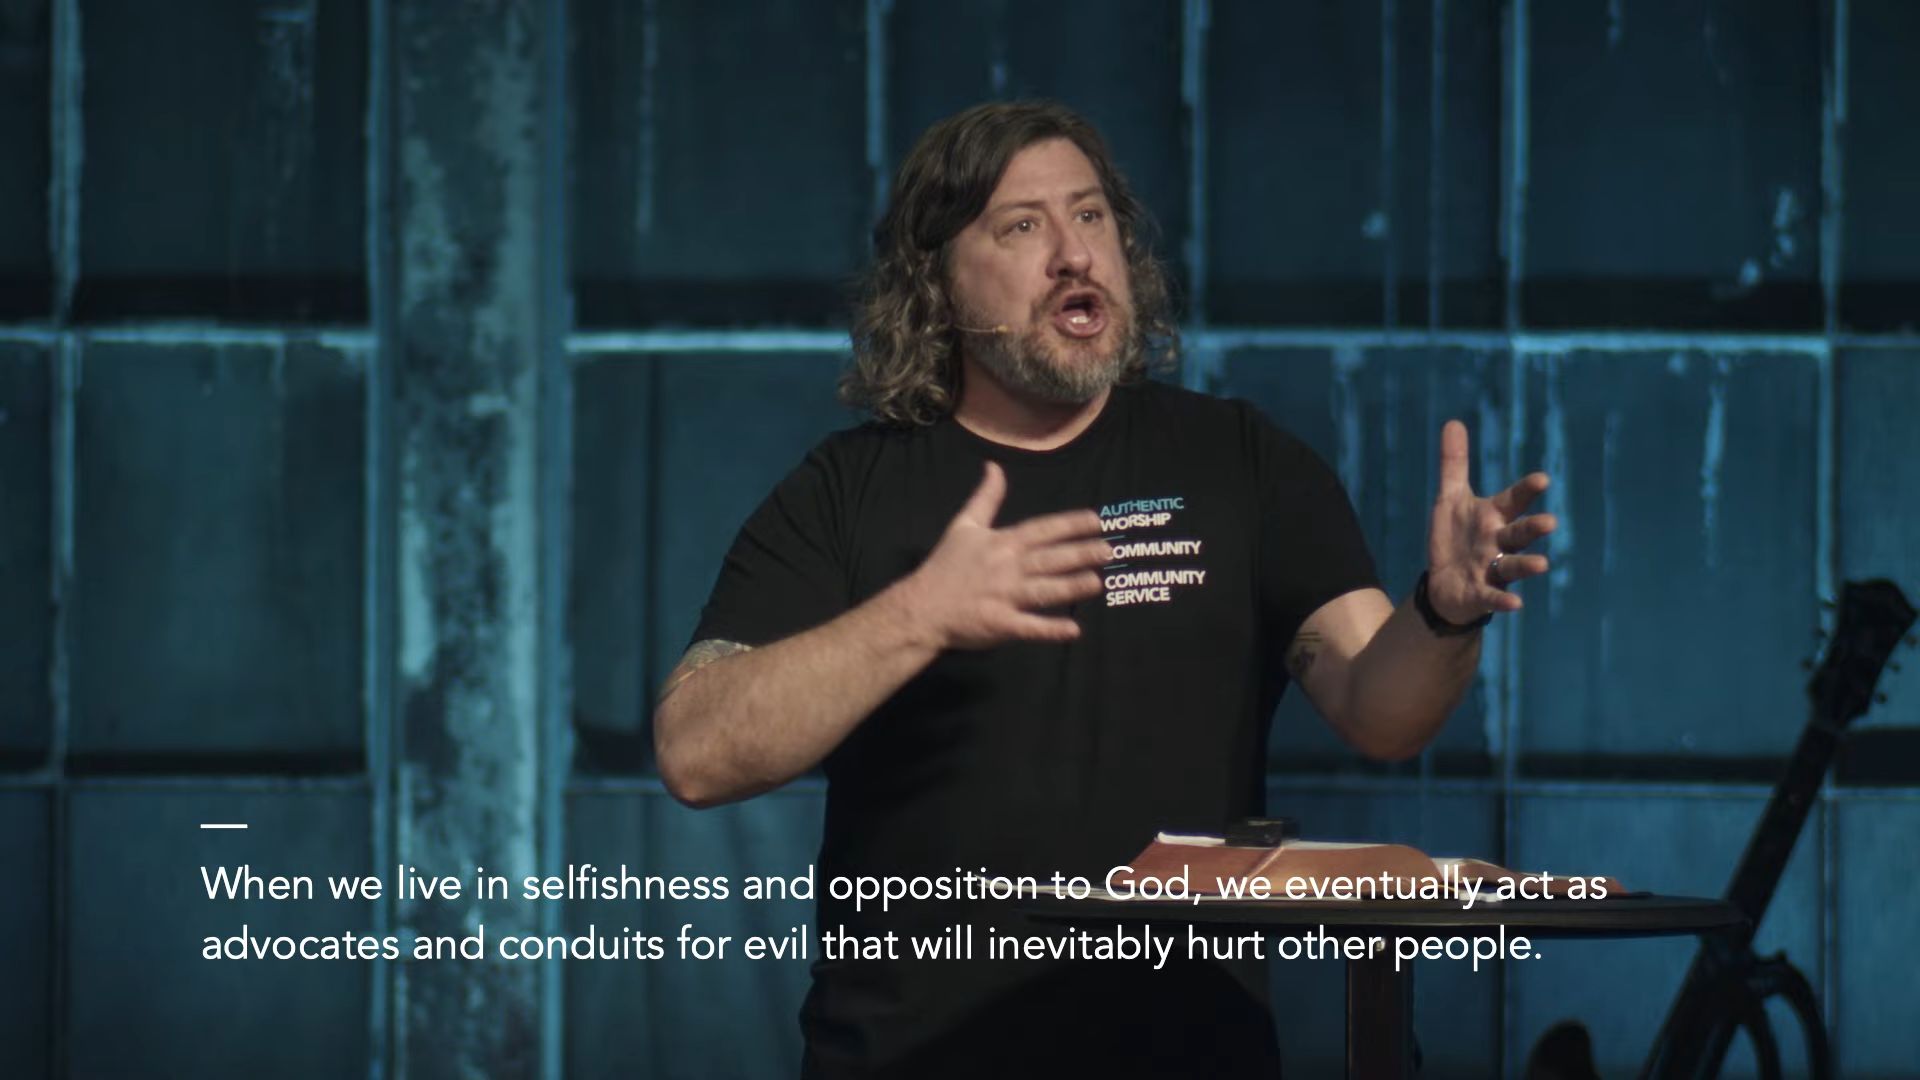 AUTHENTIC
WORSHIP
COMMUNITY
COMMUNITY
SERVICE
When we live in selfishness and opposition to God, we eventually act as
advocates and conduits for evil that will inevitably hurt other people.